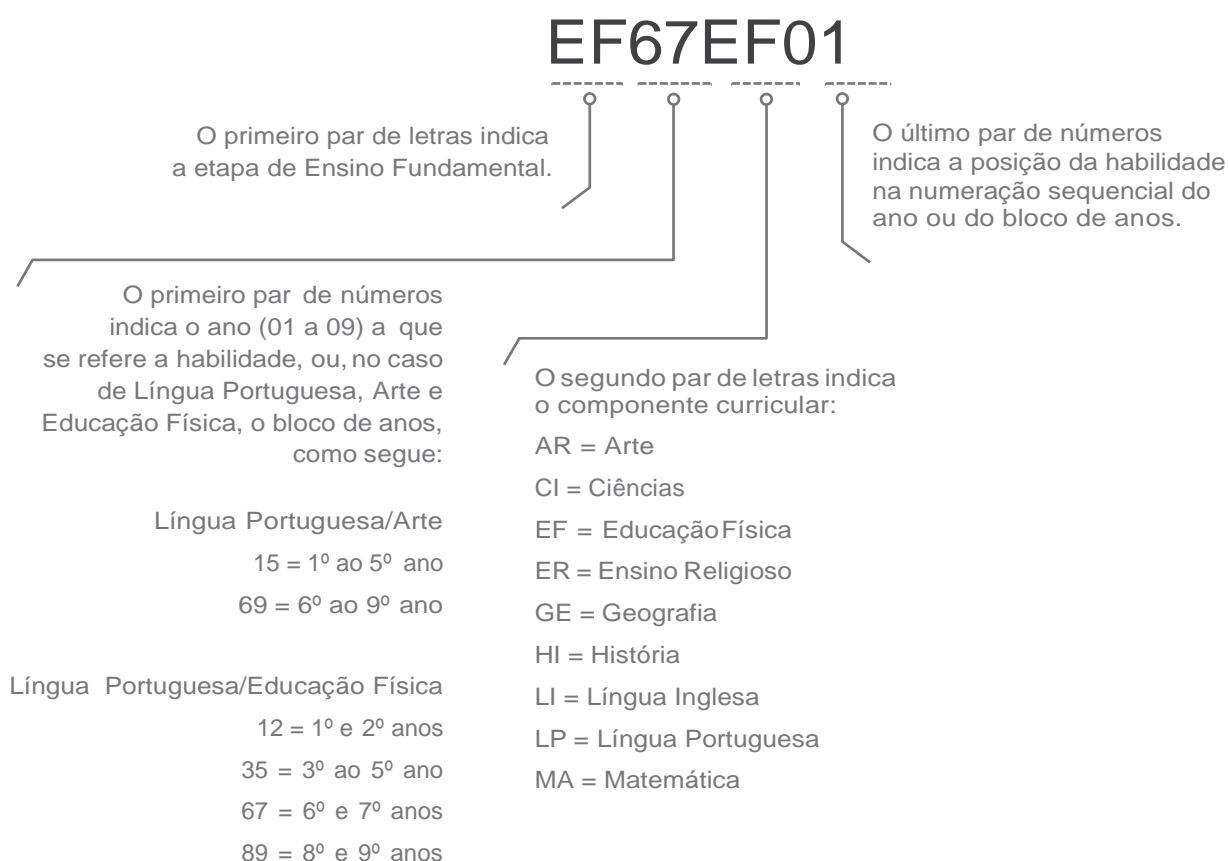 EF67EF01
O primeiro par de letras indica
a etapa de Ensino Fundamental.
O último par de números
indica a posição da habilidade
na numeração sequencial do
ano ou do bloco de anos.
O primeiro par de números
indica o ano (01 a 09) a que
se refere a habilidade, ou, no caso
de Língua Portuguesa, Arte e
Educação Física, o bloco de anos,
como segue:
Língua Portuguesa/Arte
15 = 1º ao 5º ano
69 = 6º ao 9º ano
Língua Portuguesa/Educação Física
12 = 1º e 2º anos
35 = 3º ao 5º ano
67 = 6º e 7º anos
89 = 8º e 9º anos
O segundo par de letras indica
o componente curricular:
AR = Arte
CI = Ciências
EF = Educação Física
ER = Ensino Religioso
GE = Geografia
HI = História
LI = Língua Inglesa
LP = Língua Portuguesa
MA = Matemática